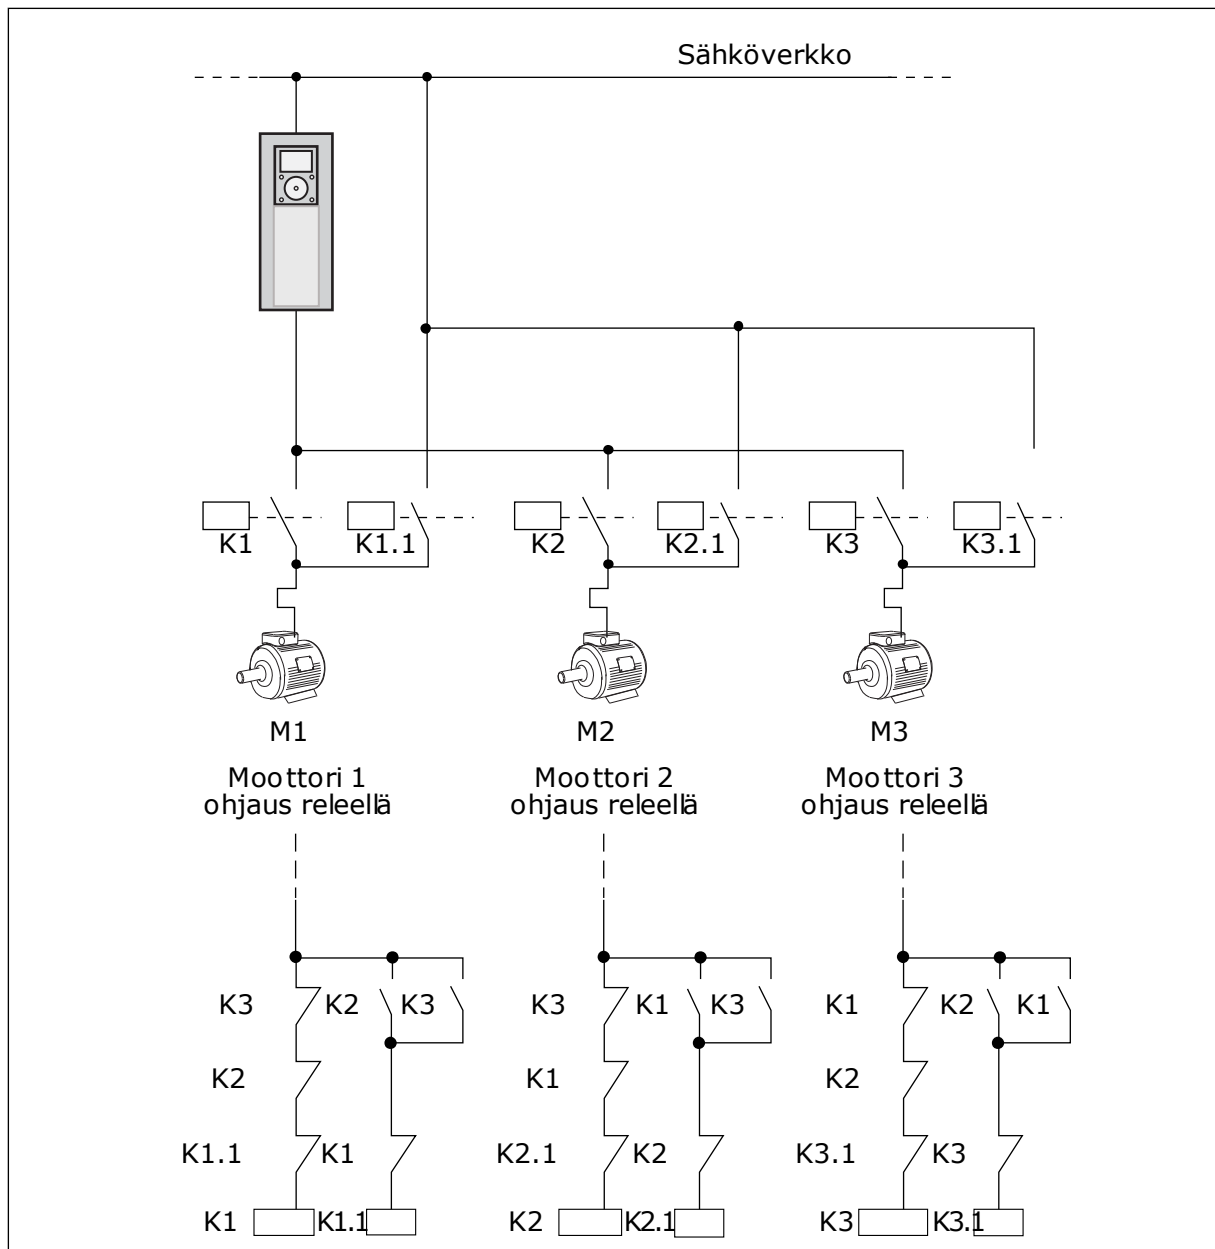 Sähköverkko
K1 K1.1 K2 K2.1 K3 K3.1
M1 M2 M3
Moottori 1 Moottori 2 Moottori 3
ohjaus releellä ohjaus releellä ohjaus releellä
K3 K2 K3 K3 K1 K3 K1 K2 K1
K2 K1 K2
K1.1 K1 K2.1 K2 K3.1 K3
K1 K1.1 K2 K2.1 K3 K3.1